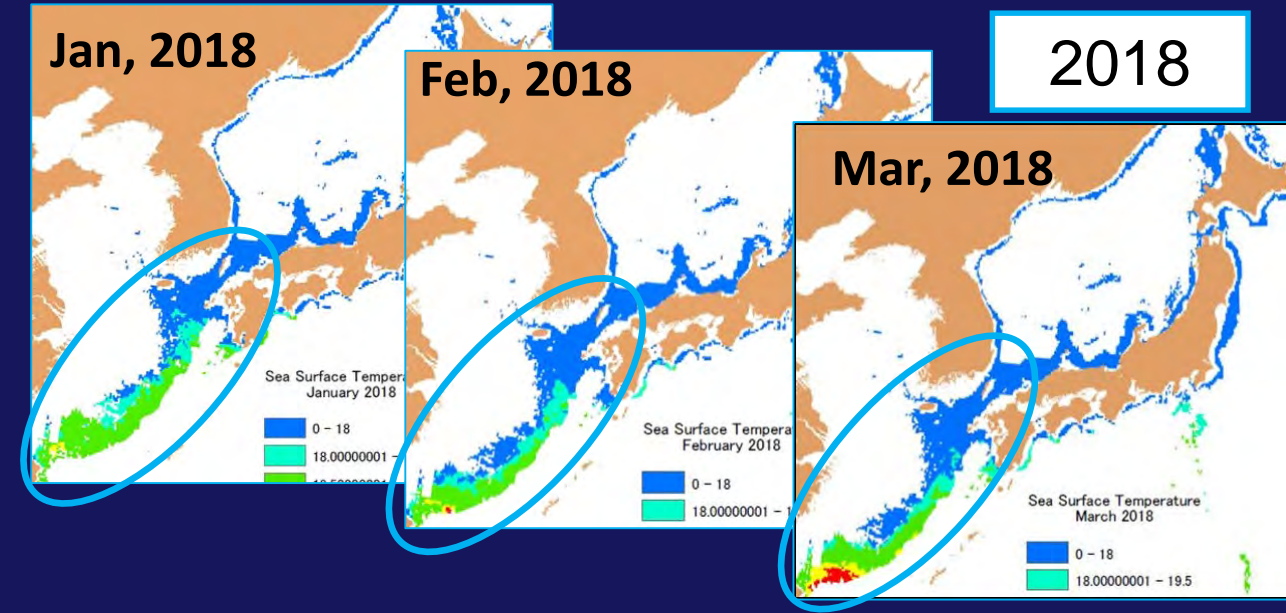 Jan, 2018
Sea Surface Tempera
January 2018
0 - 18
18.00000001 -
Feb, 2018
Sea Surface Tempera
February 2018
0 - 18
18.00000001 - 1
2018
Mar, 2018
Sea Surface Temperature
March 2018
0 - 18
18.00000001 - 19.5